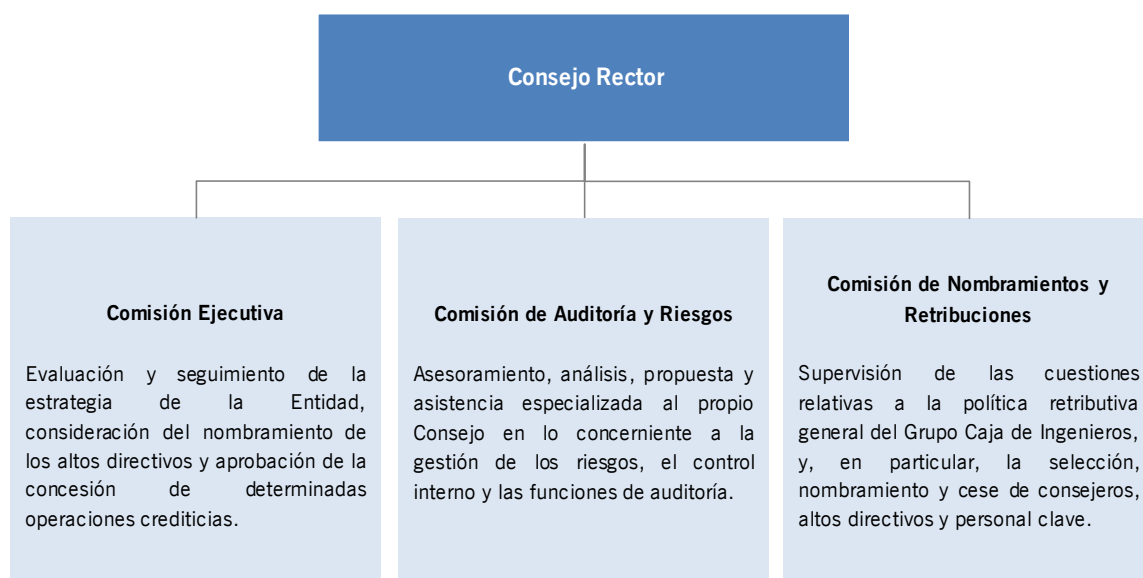 Consejo Rector
Comisión Ejecutiva
Evaluación y seguimiento de la
estrategia de la Entidad,
consideración del nombramiento de
los altos directivos y aprobación de la
concesión de determinadas
operaciones crediticias.
Comisión de Auditoría y Riesgos
Asesoramiento, análisis, propuesta y
asistencia especializada al propio
Consejo en lo concerniente a la
gestión de los riesgos, el control
interno y las funciones de auditoría.
Comisión de Nombramientos y
Retribuciones
Supervisión de las cuestiones
relativas a la política retributiva
general del Grupo Caja de Ingenieros,
y, en particular, la selección,
nombramiento y cese de consejeros,
altos directivos y personal clave.